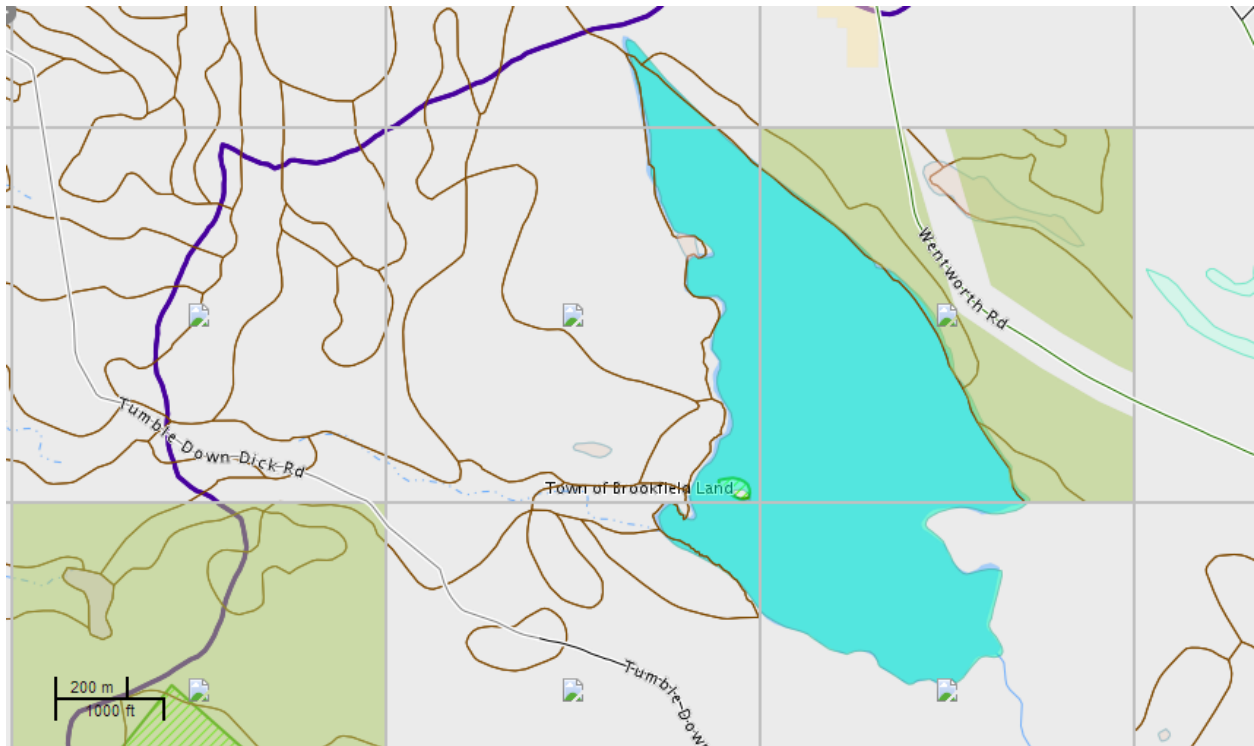 Wentworth Rd
Tumble Down Dick Rd
Town of Brookfield Land
Tumble Dow
200 m
1000 ft